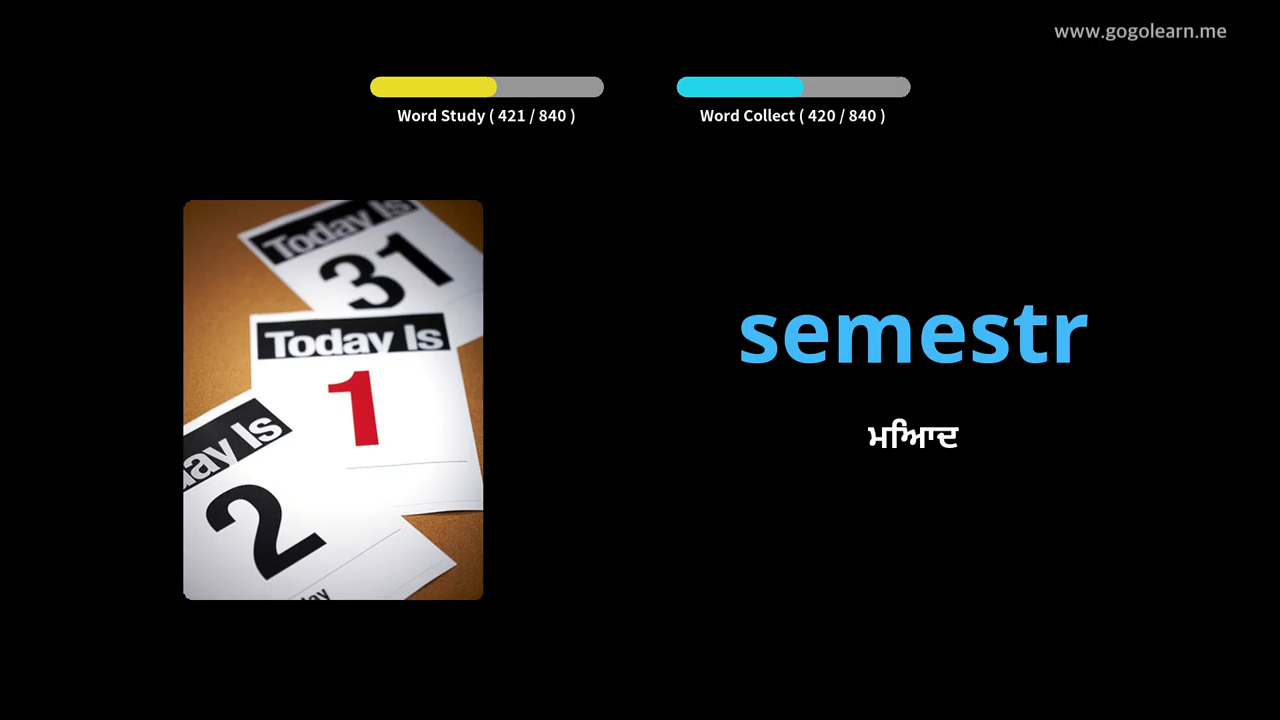 www.gogolearn.me
Word Study ( 421 / 840 )
Word Collect ( 420 / 840 )
Today Is
31
Today Is
1
ay Is
2
day
semestr
ਮਿਆਦ